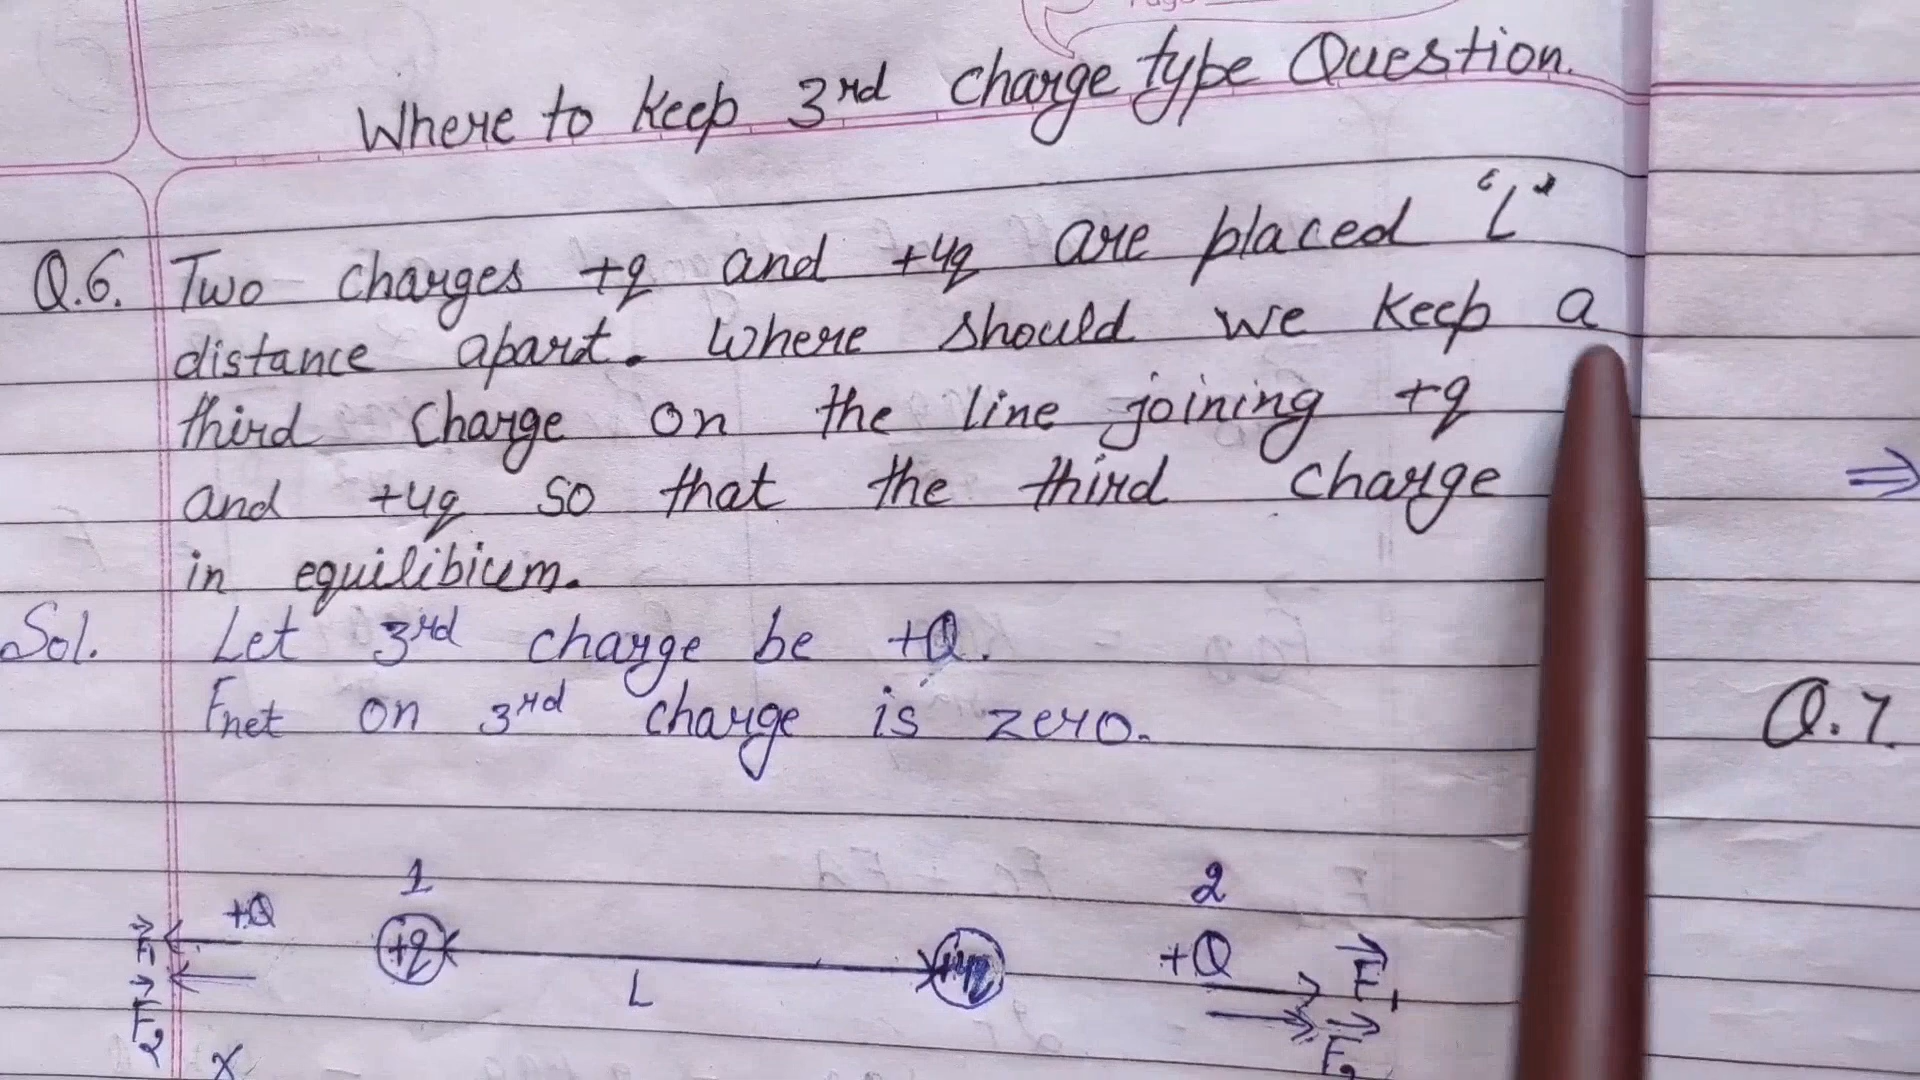 Where to keep 3rd charge type Question.
Q.6. Two charges +q and +4q are placed "L"
distance apart. Where should we keep a
third charge on the line joining +q
and +4q so that the third charge
in equilibium.
Sol. Let 3rd charge be +Q.
Fnet on 3rd charge is zero.
⇒
Q.7.
1 2
+Q +q L +4q +Q
F1 F1
F2 F2
X